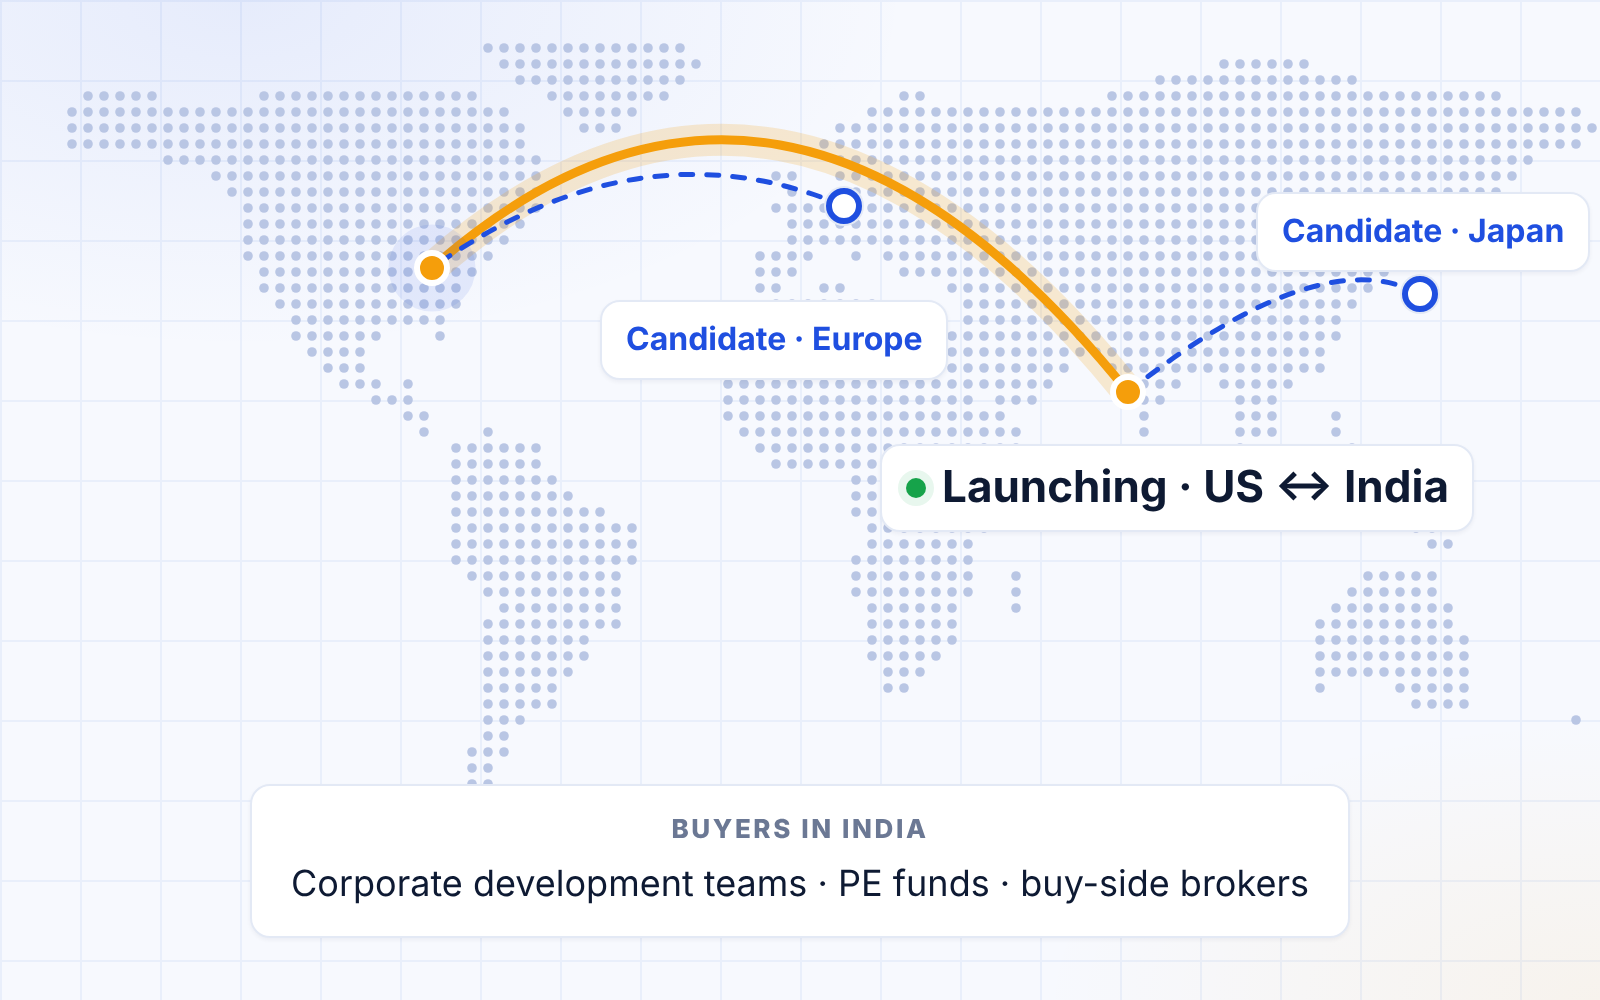 Candidate · Japan
Candidate · Europe
Launching · US ↔ India
BUYERS IN INDIA
Corporate development teams · PE funds · buy-side brokers